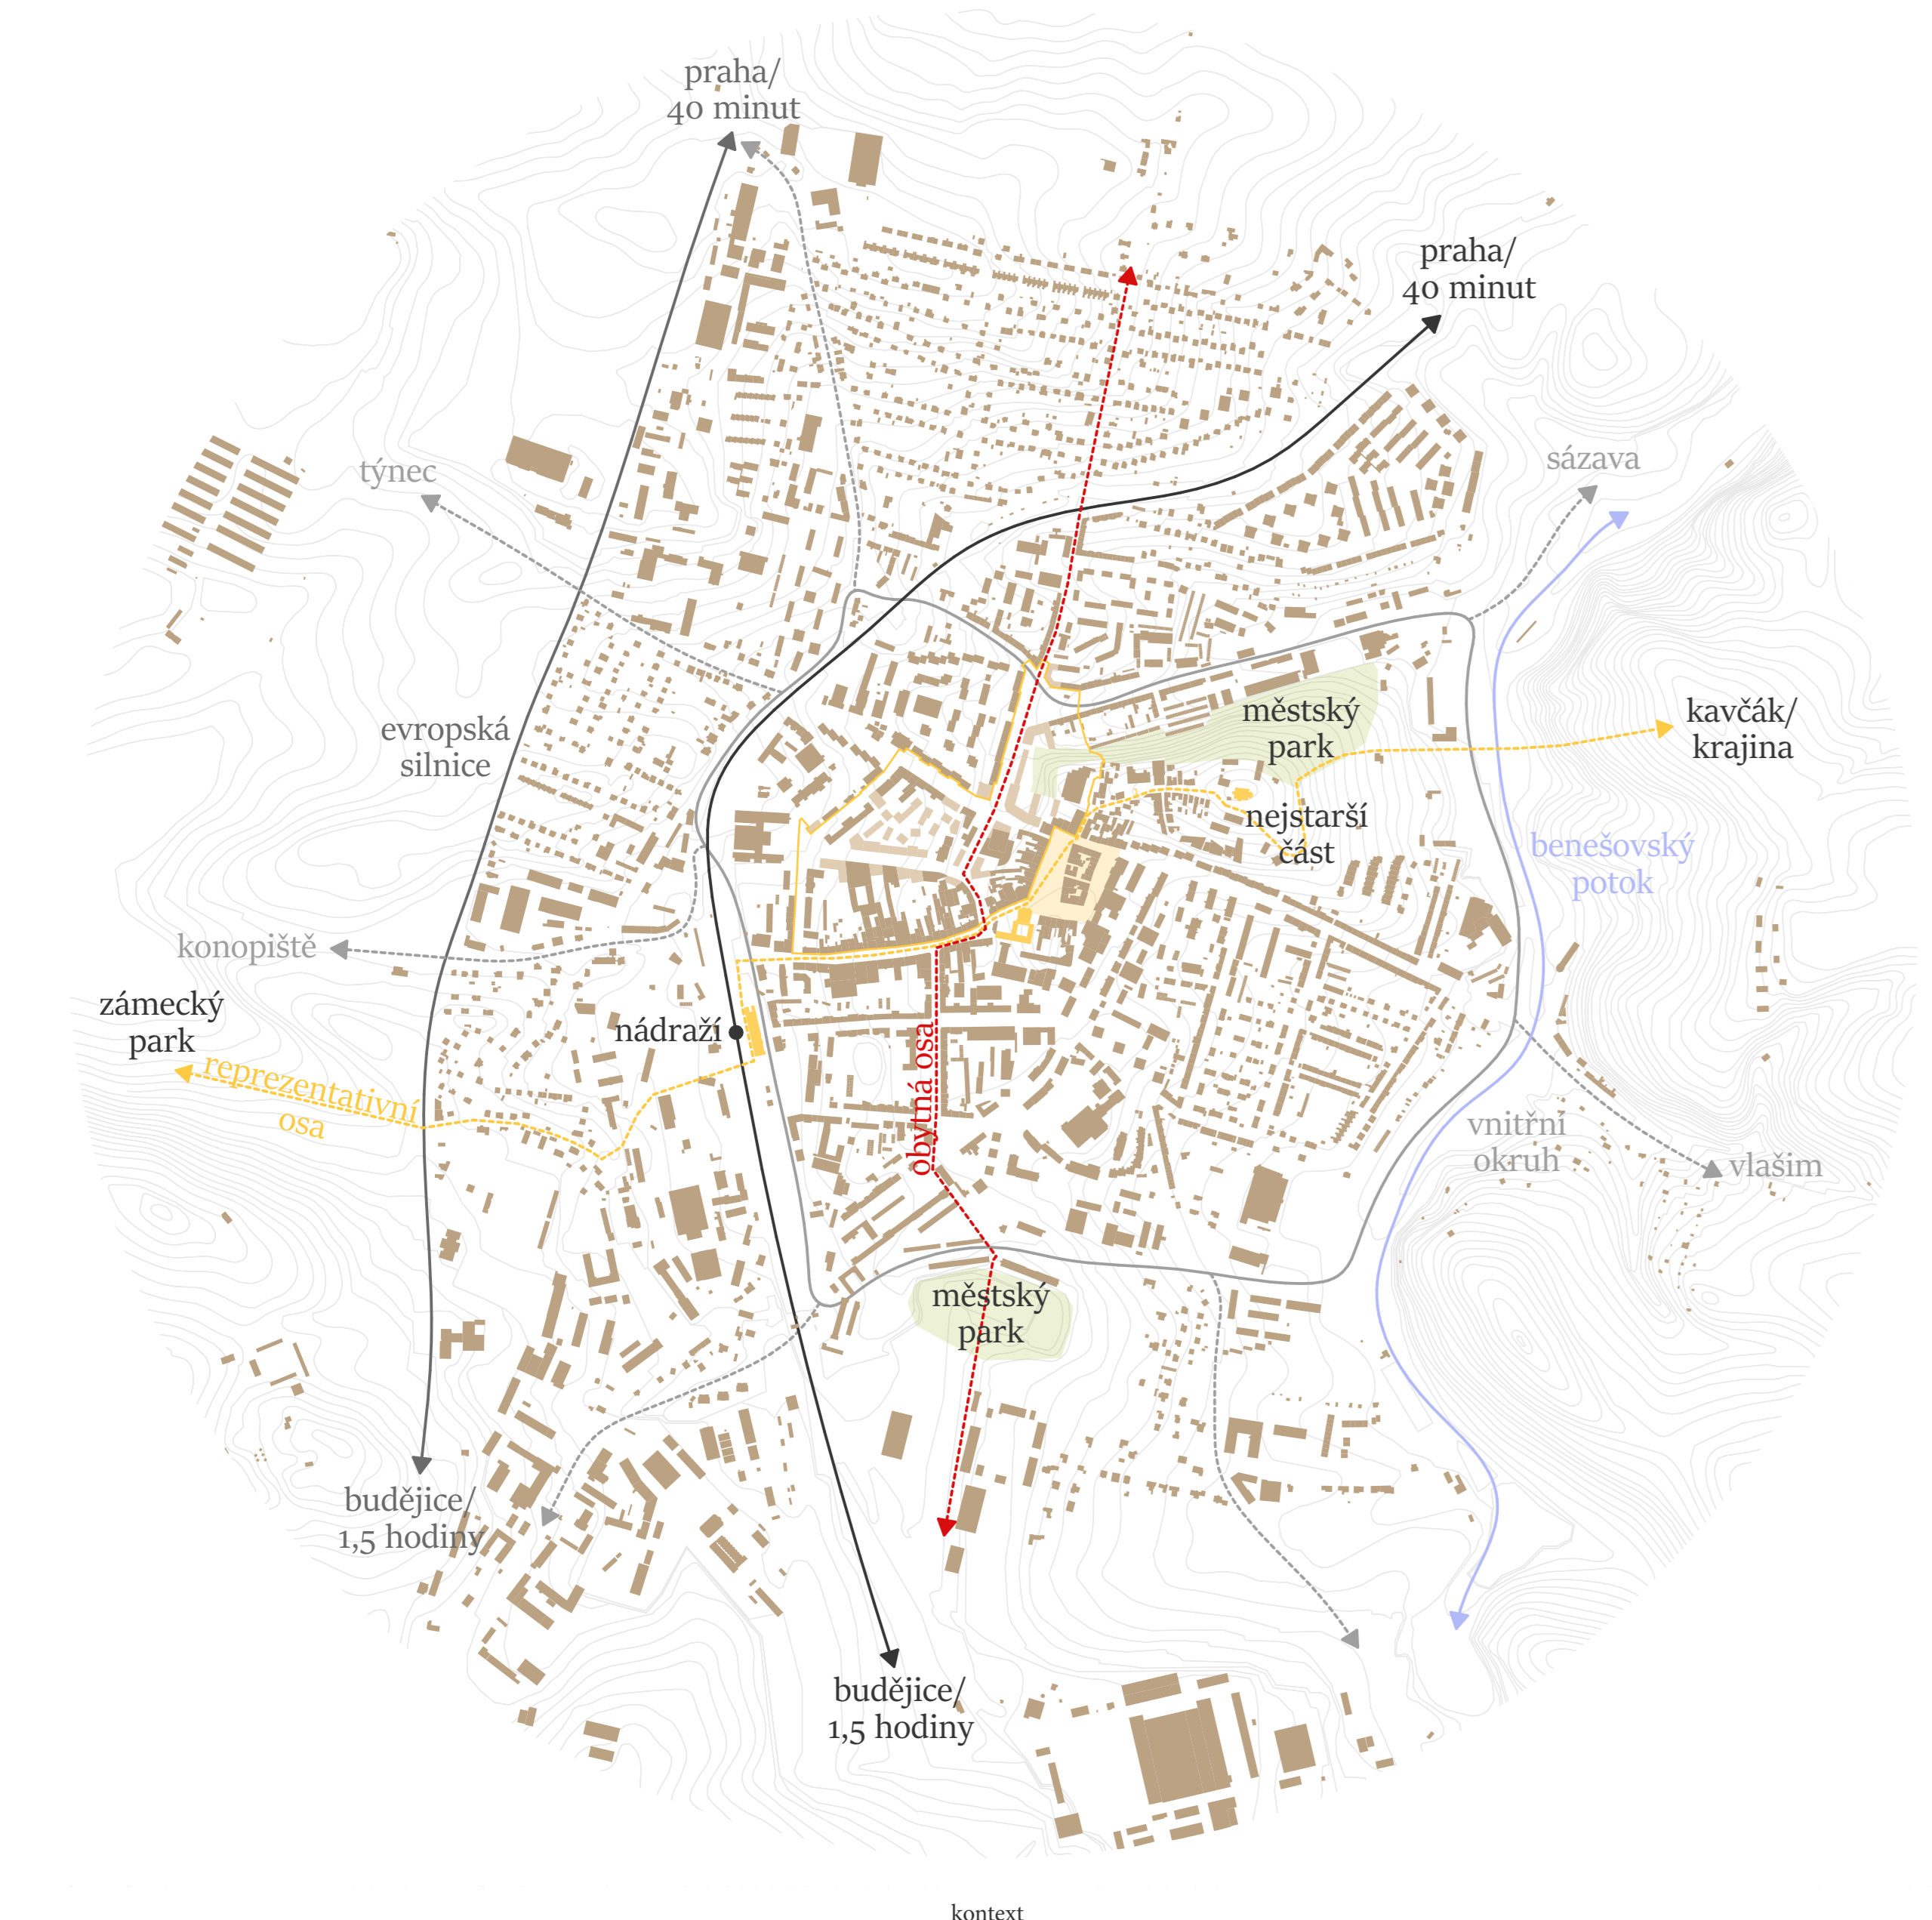 praha/
40 minut
praha/
40 minut
týnec
sázava
evropská
silnice
městský
park
kavčák/
krajina
nejstarší
část
benešovský
potok
konopiště
zámecký
park
nádraží
reprezentativní
osa
obytná osa
vnitřní
okruh
vlašim
městský
park
budějice/
1,5 hodiny
budějice/
1,5 hodiny
kontext